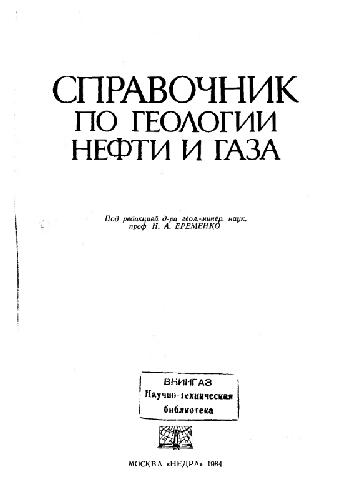 СПРАВОЧНИК
ПО ГЕОЛОГИИ
НЕФТИ И ГАЗА
Под редакцией д-ра геол.-минер. наук,
проф. Н. А. ЕРЕМЕНКО
ВНИИГАЗ
Научно-техническая
библиотека
МОСКВА «НЕДРА» 1984